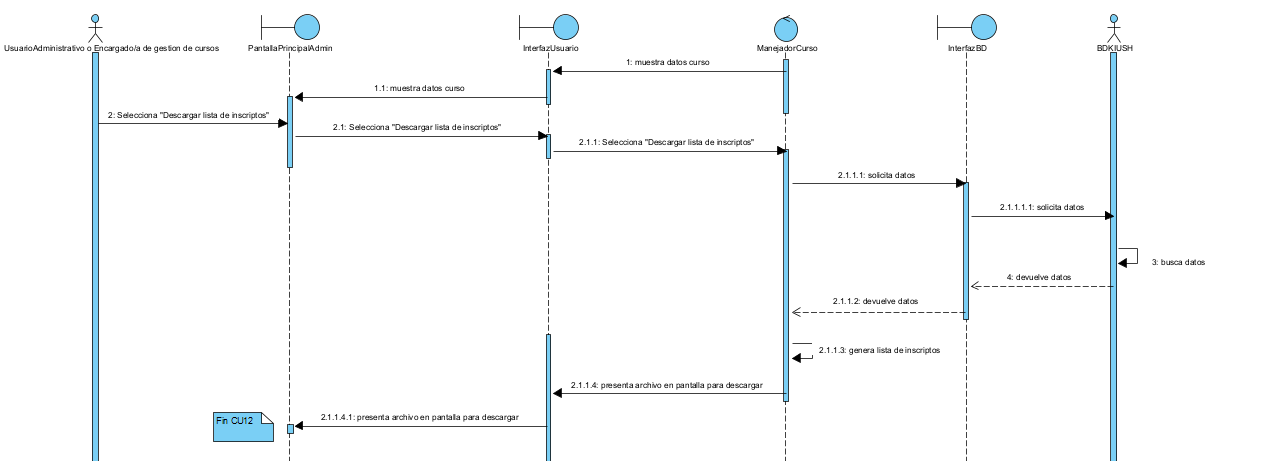 UsuarioAdministrativo o Encargado/a de gestion de cursos
PantallaPrincipalAdmin
InterfazUsuario
ManejadorCurso
InterfazBD
BDKIUSH
1: muestra datos curso
1.1: muestra datos curso
2: Selecciona "Descargar lista de inscriptos"
2.1: Selecciona "Descargar lista de inscriptos"
2.1.1: Selecciona "Descargar lista de inscriptos"
2.1.1.1: solicita datos
2.1.1.1.1: solicita datos
3: busca datos
4: devuelve datos
2.1.1.2: devuelve datos
2.1.1.3: genera lista de inscriptos
2.1.1.4: presenta archivo en pantalla para descargar
2.1.1.4.1: presenta archivo en pantalla para descargar
Fin CU12